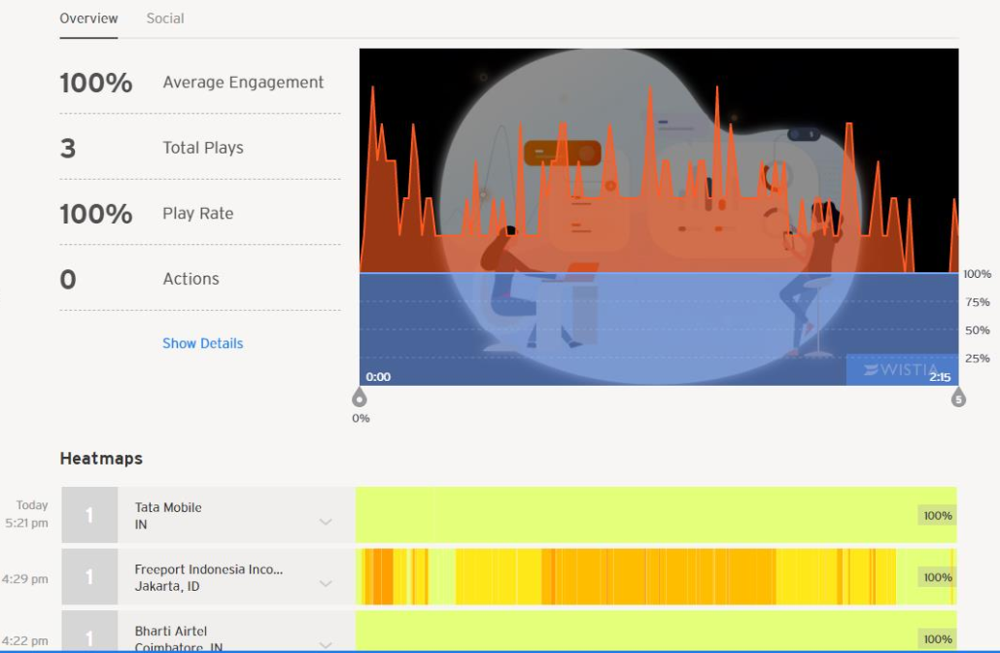 Overview Social
100% Average Engagement
3 Total Plays
100% Play Rate
0 Actions
Show Details
100%
75%
50%
25%
0:00 WISTIA 2:15
5
0%
Heatmaps
Today
5:21 pm
1
Tata Mobile
IN
100%
4:29 pm
1
Freeport Indonesia Inco...
Jakarta, ID
100%
4:22 pm
1
Bharti Airtel
Coimbatore, IN
100%